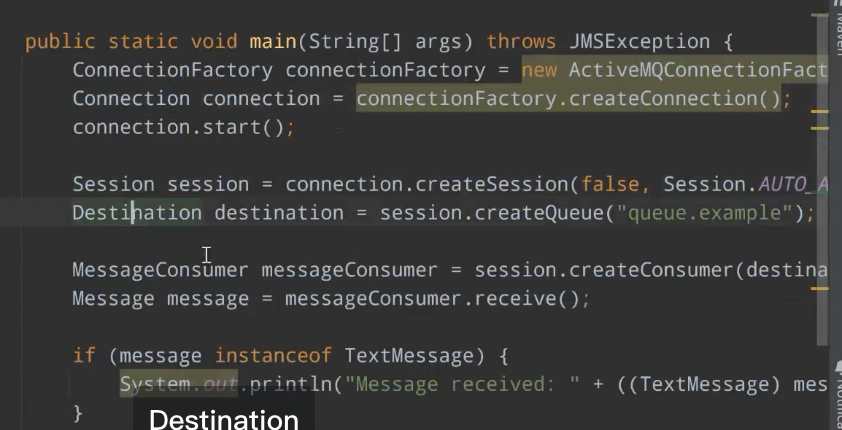 public static void main(String[] args) throws JMSException {
ConnectionFactory connectionFactory = new ActiveMQConnectionFact
Connection connection = connectionFactory.createConnection();
connection.start();
Session session = connection.createSession(false, Session.AUTO_A
Destination destination = session.createQueue("queue.example");
MessageConsumer messageConsumer = session.createConsumer(destina
Message message = messageConsumer.receive();
if (message instanceof TextMessage) {
System.out.println("Message received: " + ((TextMessage) mes
}
Destination
Maven